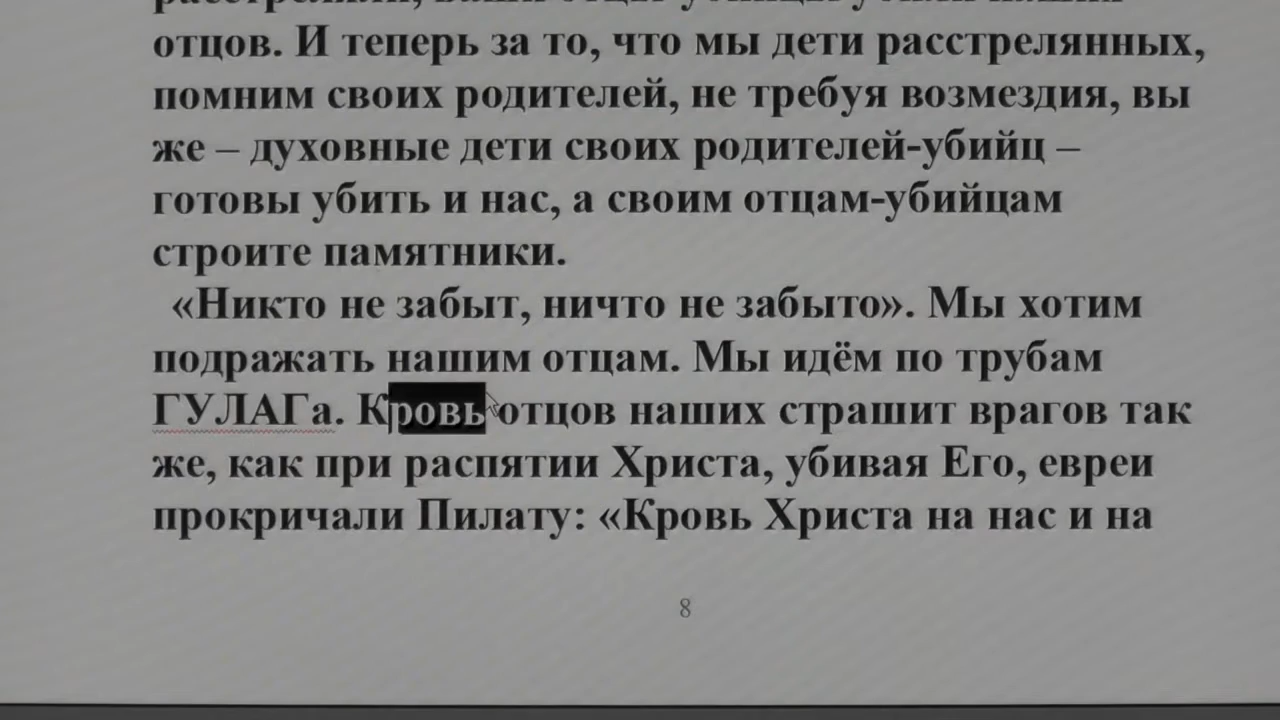 отцов. И теперь за то, что мы дети расстрелянных,
помним своих родителей, не требуя возмездия, вы
же – духовные дети своих родителей-убийц –
готовы убить и нас, а своим отцам-убийцам
строите памятники.
«Никто не забыт, ничто не забыто». Мы хотим
подражать нашим отцам. Мы идём по трубам
ГУЛАГа. Кровь отцов наших страшит врагов так
же, как при распятии Христа, убивая Его, евреи
прокричали Пилату: «Кровь Христа на нас и на
8